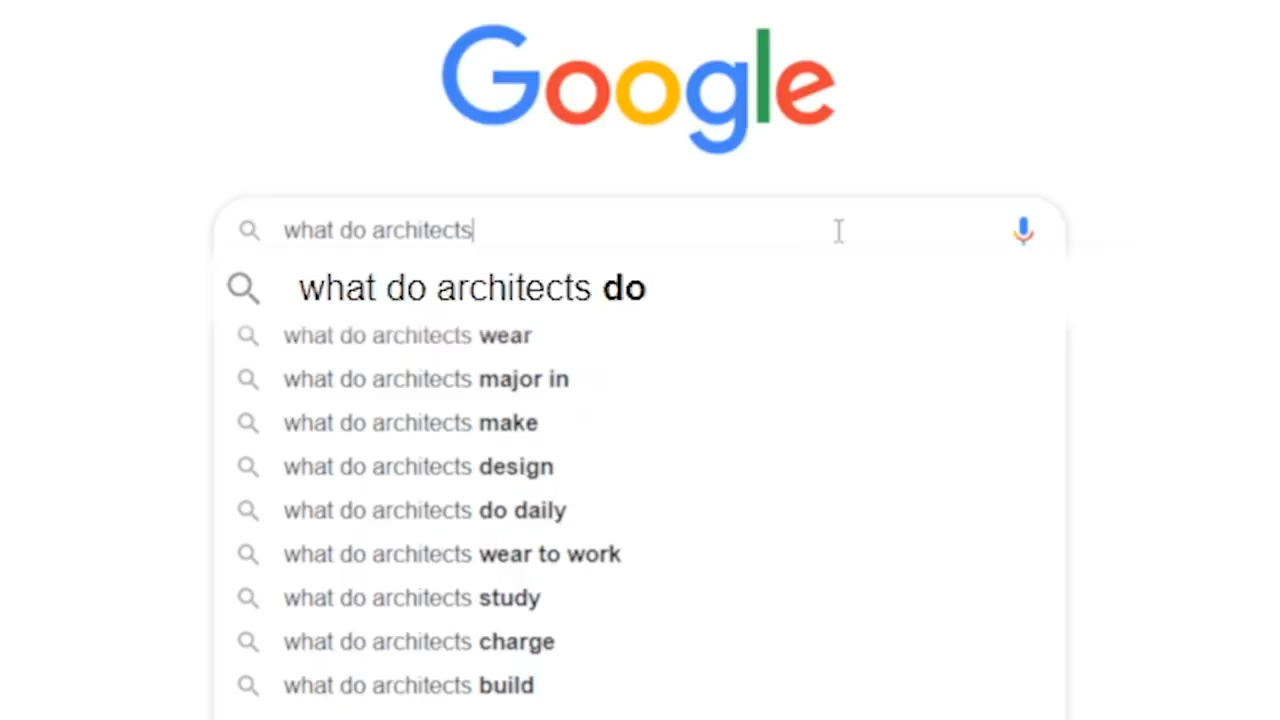 Google
what do architects
what do architects do
what do architects wear
what do architects major in
what do architects make
what do architects design
what do architects do daily
what do architects wear to work
what do architects study
what do architects charge
what do architects build